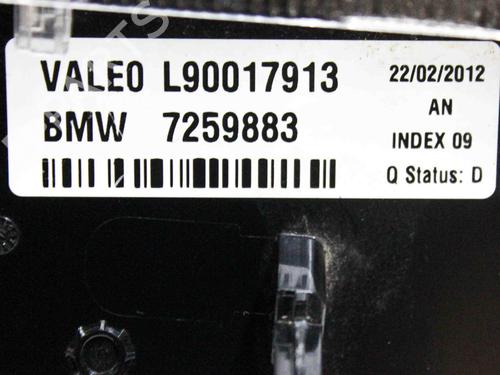 VALEO L90017913
BMW 7259883
22/02/2012
AN
INDEX 09
Q Status: D